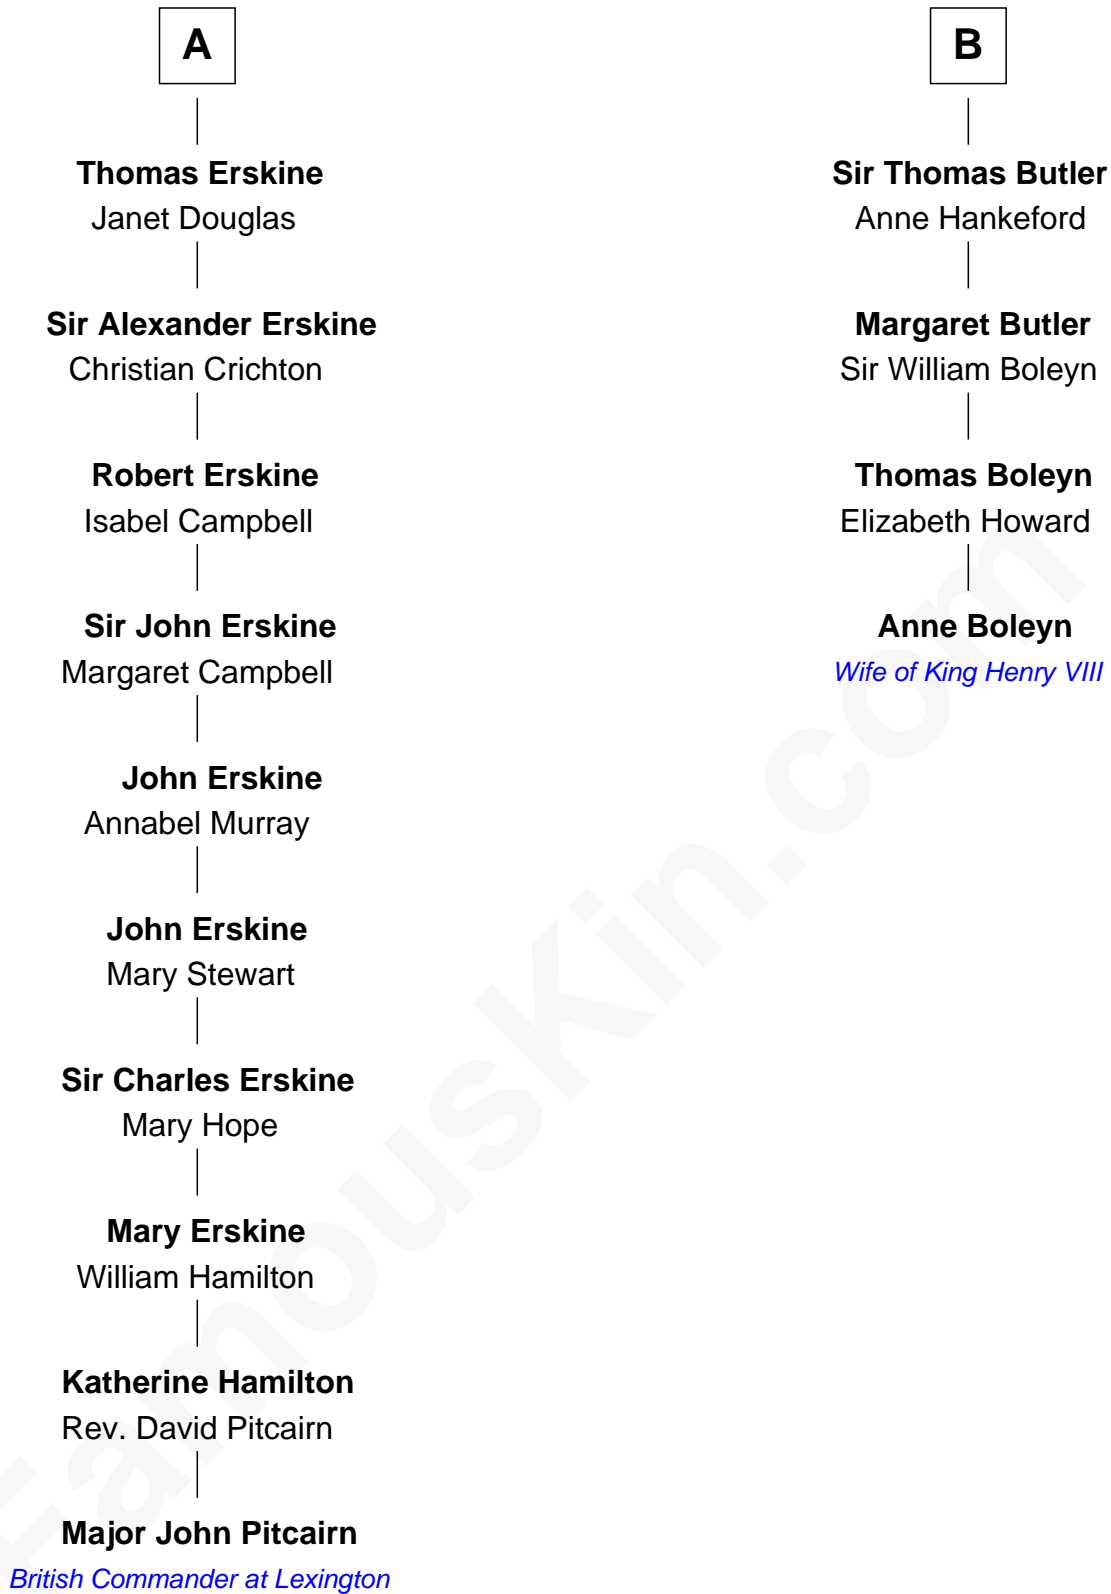 A
Thomas Erskine
Janet Douglas
Sir Alexander Erskine
Christian Crichton
Robert Erskine
Isabel Campbell
Sir John Erskine
Margaret Campbell
John Erskine
Annabel Murray
John Erskine
Mary Stewart
Sir Charles Erskine
Mary Hope
Mary Erskine
William Hamilton
Katherine Hamilton
Rev. David Pitcairn
Major John Pitcairn
British Commander at Lexington
B
Sir Thomas Butler
Anne Hankeford
Margaret Butler
Sir William Boleyn
Thomas Boleyn
Elizabeth Howard
Anne Boleyn
Wife of King Henry VIII
FamousKin.com